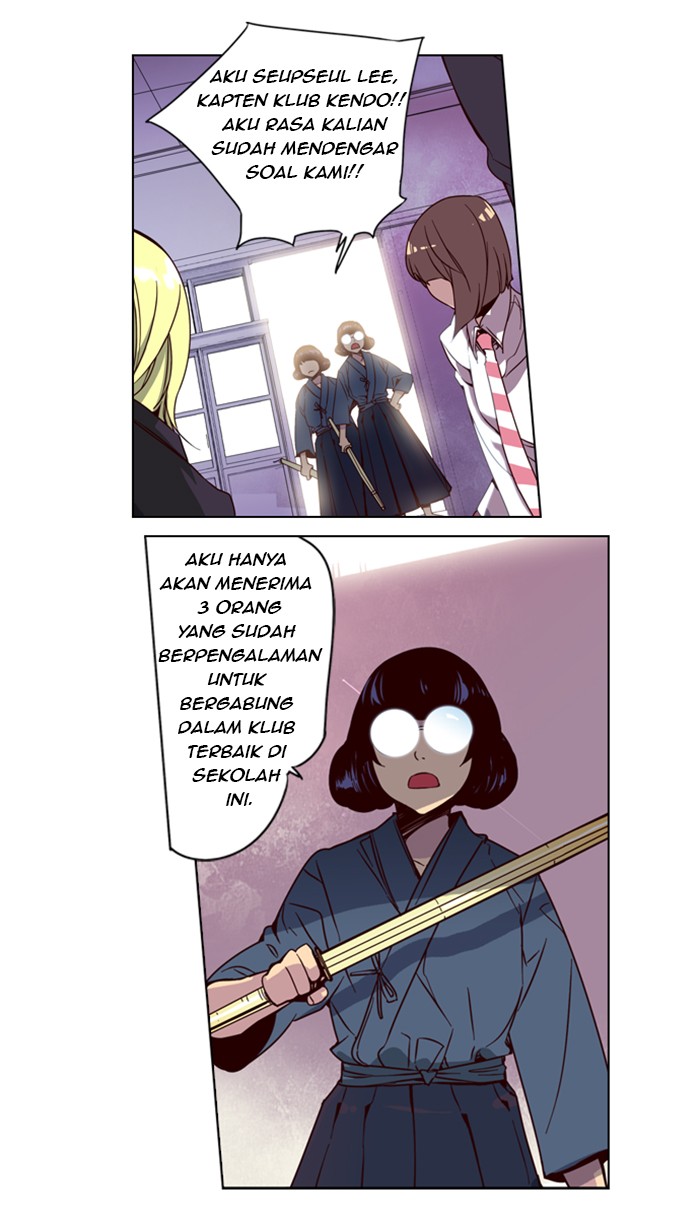 AKU SEUPSEUL LEE,
KAPTEN KLUB KENDO!!
AKU RASA KALIAN
SUDAH MENDENGAR
SOAL KAMI!!
AKU HANYA
AKAN MENERIMA
3 ORANG
YANG SUDAH
BERPENGALAMAN
UNTUK
BERGABUNG
DALAM KLUB
TERBAIK DI
SEKOLAH
INI.